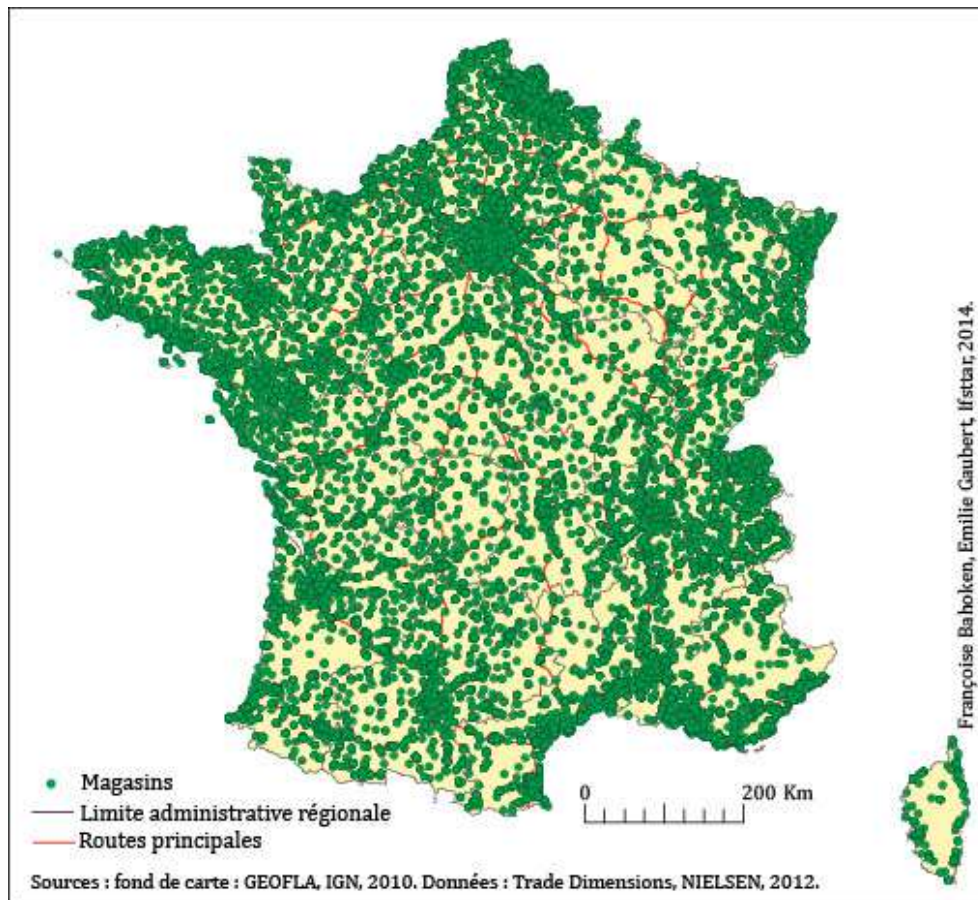 Magasins
Limite administrative régionale
Routes principales
0 200 Km
Sources : fond de carte : GEOFLA, IGN, 2010. Données : Trade Dimensions, NIELSEN, 2012.
Françoise Bahoken, Emilie Gaubert, Ifsttar, 2014.